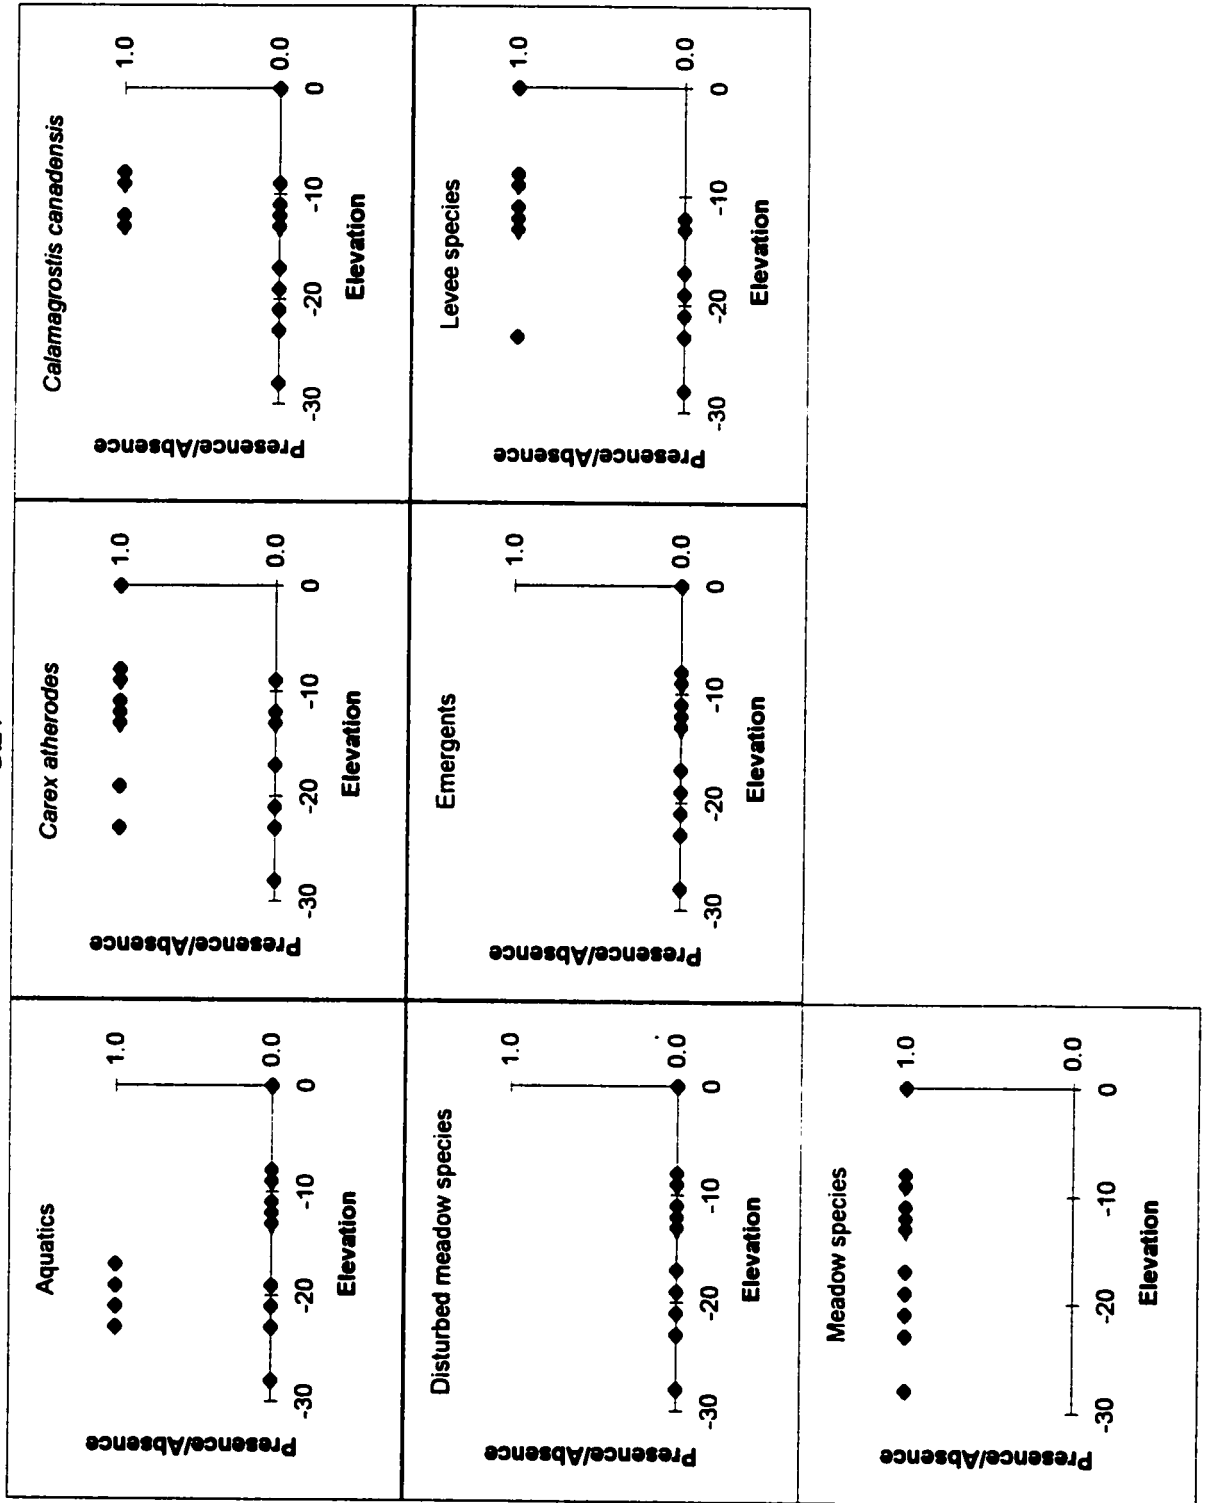 Aquatics
Presence/Absence
1.0
0.0
-30 -20 -10 0
Elevation
Carex atherodes
Presence/Absence
1.0
0.0
-30 -20 -10 0
Elevation
Calamagrostis canadensis
Presence/Absence
1.0
0.0
-30 -20 -10 0
Elevation
Disturbed meadow species
Presence/Absence
1.0
0.0
-30 -20 -10 0
Elevation
Emergents
Presence/Absence
1.0
0.0
-30 -20 -10 0
Elevation
Levee species
Presence/Absence
1.0
0.0
-30 -20 -10 0
Elevation
Meadow species
Presence/Absence
1.0
0.0
-30 -20 -10 0
Elevation